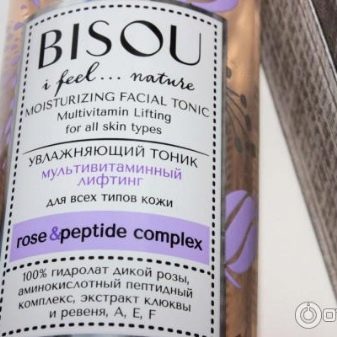 BISOU
i feel... nature
MOISTURIZING FACIAL TONIC
Multivitamin Lifting
for all skin types
УВЛАЖНЯЮЩИЙ ТОНИК
мультивитаминный
лифтинг
для всех типов кожи
rose&peptide complex
100% гидролат дикой розы,
аминокислотный пептидный
комплекс, экстракт клюквы
и ревеня, А, Е, F